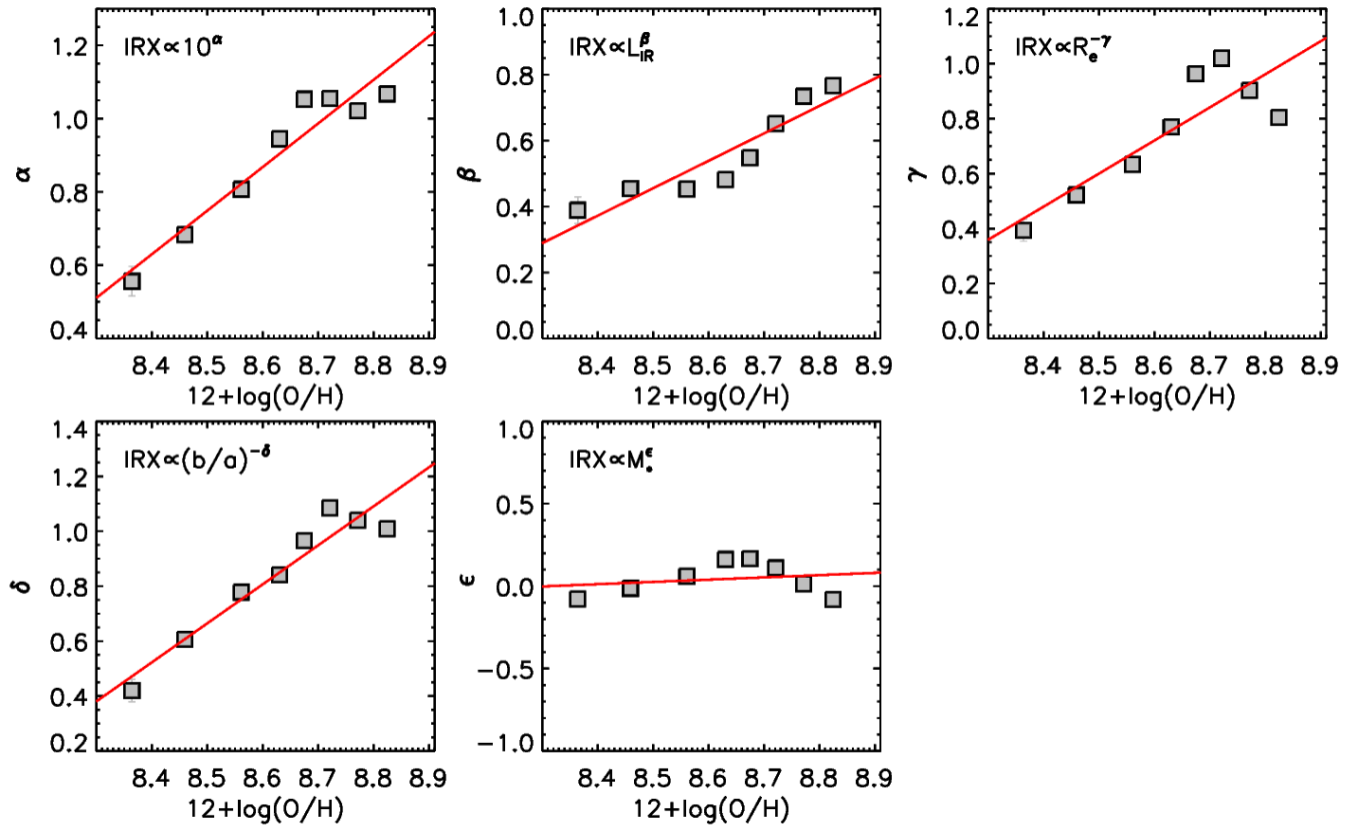 IRX∝10^α
1.2
1.0
0.8
0.6
0.4
α
8.4 8.5 8.6 8.7 8.8 8.9
12+log(O/H)
IRX∝L_IR^β
1.0
0.8
0.6
0.4
0.2
0.0
β
8.4 8.5 8.6 8.7 8.8 8.9
12+log(O/H)
IRX∝R_e^-γ
1.2
1.0
0.8
0.6
0.4
0.2
0.0
γ
8.4 8.5 8.6 8.7 8.8 8.9
12+log(O/H)
IRX∝(b/a)^-δ
1.4
1.2
1.0
0.8
0.6
0.4
0.2
δ
8.4 8.5 8.6 8.7 8.8 8.9
12+log(O/H)
IRX∝M_*^ϵ
1.0
0.5
0.0
−0.5
−1.0
ϵ
8.4 8.5 8.6 8.7 8.8 8.9
12+log(O/H)